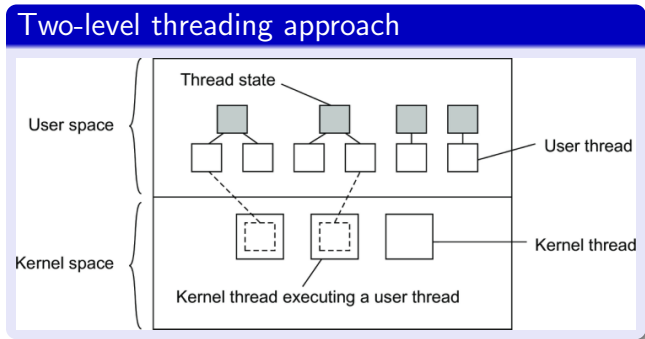 Two-level threading approach
Thread state
User space
User thread
Kernel space
Kernel thread
Kernel thread executing a user thread